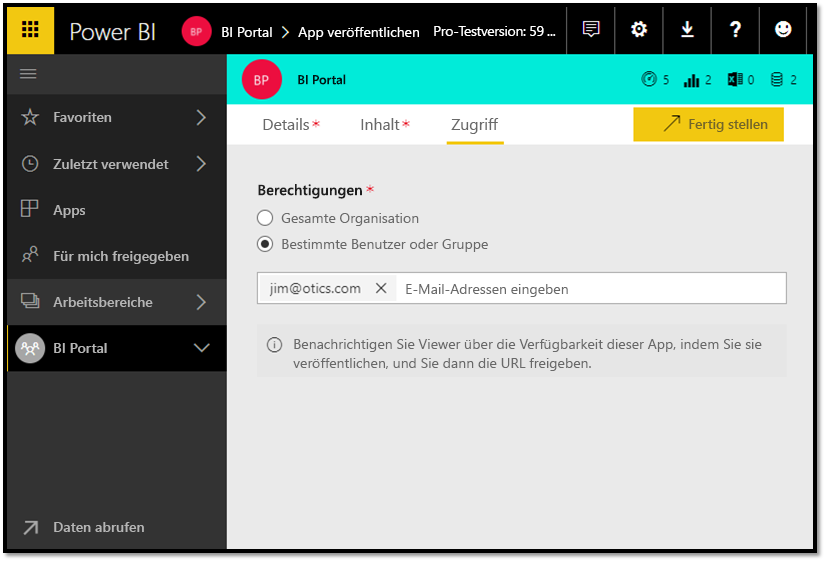 Power BI BP BI Portal > App veröffentlichen Pro-Testversion: 59 ...
BP BI Portal 5 2 0 2
Favoriten
Zuletzt verwendet
Apps
Für mich freigegeben
Arbeitsbereiche
BI Portal
Daten abrufen
Details* Inhalt* Zugriff Fertig stellen
Berechtigungen *
Gesamte Organisation
Bestimmte Benutzer oder Gruppe
jim@otics.com E-Mail-Adressen eingeben
Benachrichtigen Sie Viewer über die Verfügbarkeit dieser App, indem Sie sie
veröffentlichen, und Sie dann die URL freigeben.